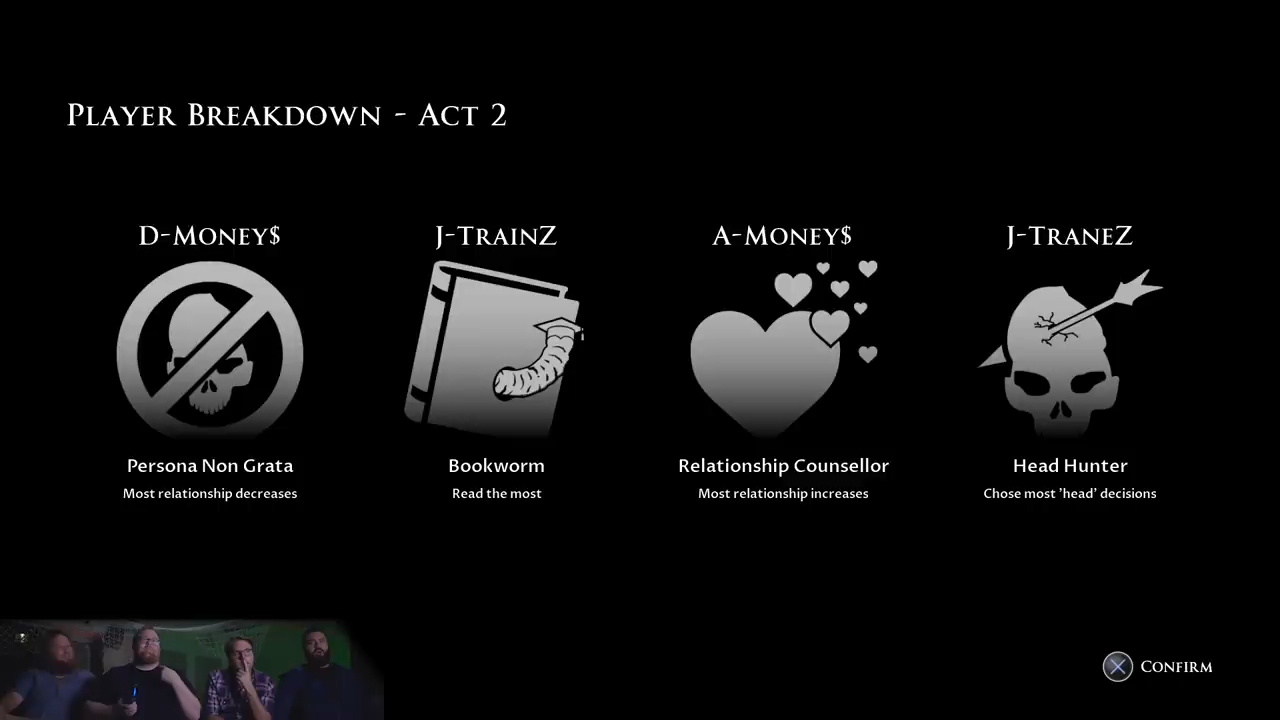 Player Breakdown - Act 2
D-Money$
J-TrainZ
A-Money$
J-TraneZ
Persona Non Grata
Bookworm
Relationship Counsellor
Head Hunter
Most relationship decreases
Read the most
Most relationship increases
Chose most 'head' decisions
Confirm